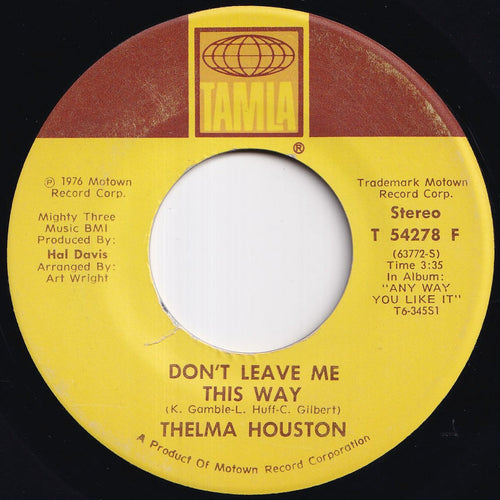 TAMLA
®
℗ 1976 Motown
Record Corp.
Mighty Three
Music BMI
Produced By:
Hal Davis
Arranged By:
Art Wright
Trademark Motown
Record Corp.
Stereo
T 54278 F
(63772-S)
Time 3:35
In Album:
"ANY WAY
YOU LIKE IT"
T6-345S1
DON'T LEAVE ME
THIS WAY
(K. Gamble-L. Huff-C. Gilbert)
THELMA HOUSTON
A Product Of Motown Record Corporation